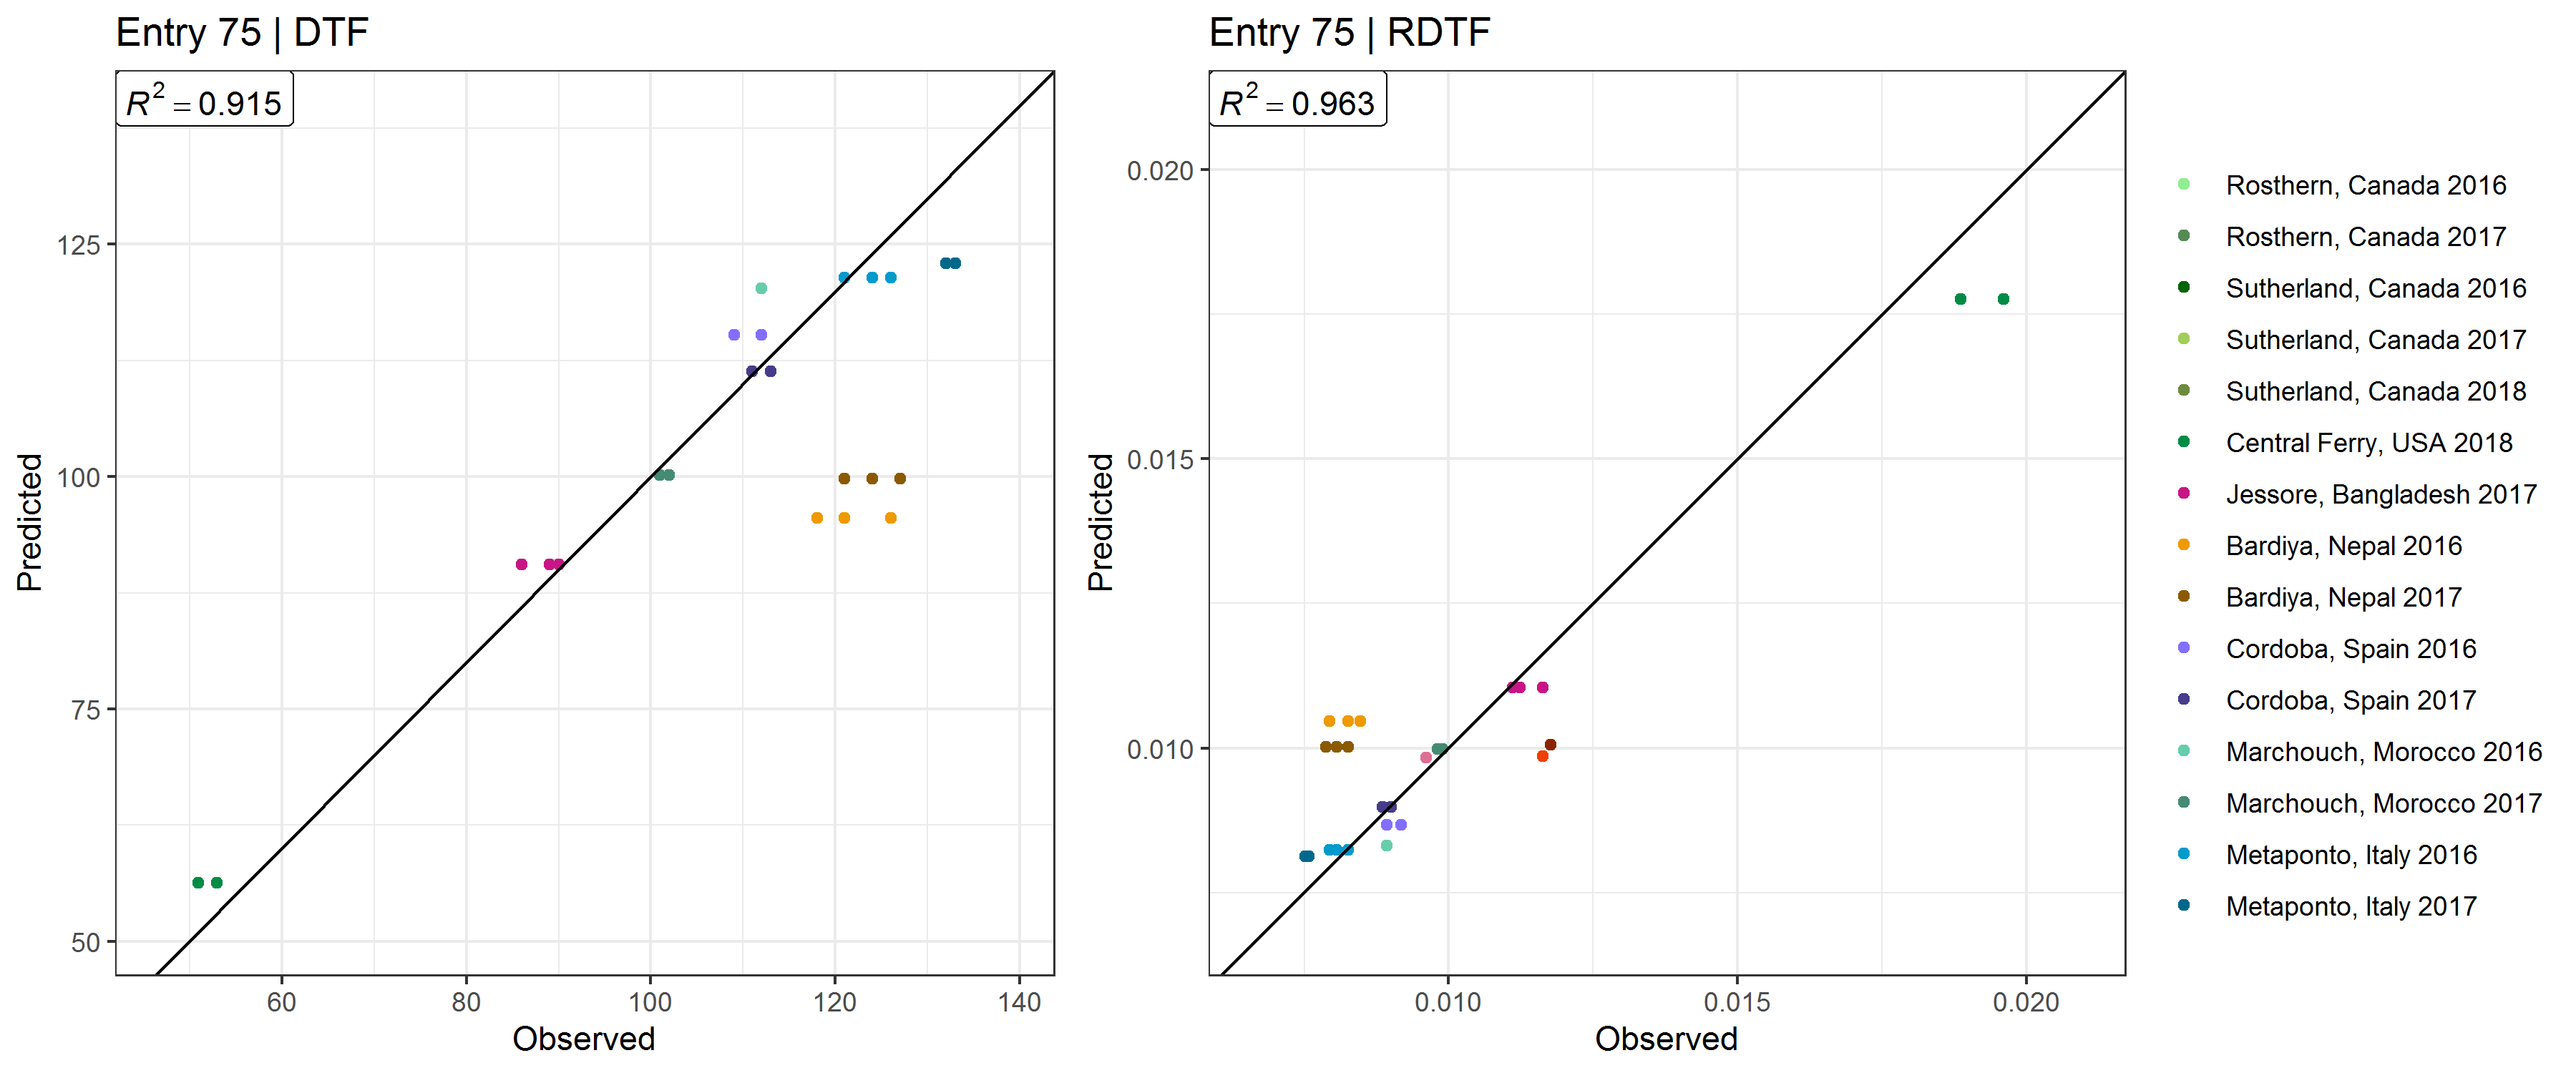 Entry 75 | DTF
R² = 0.915
125
100
75
50
Predicted
60 80 100 120 140
Observed
Entry 75 | RDTF
R² = 0.963
0.020
0.015
0.010
Predicted
0.010 0.015 0.020
Observed
Rosthern, Canada 2016
Rosthern, Canada 2017
Sutherland, Canada 2016
Sutherland, Canada 2017
Sutherland, Canada 2018
Central Ferry, USA 2018
Jessore, Bangladesh 2017
Bardiya, Nepal 2016
Bardiya, Nepal 2017
Cordoba, Spain 2016
Cordoba, Spain 2017
Marchouch, Morocco 2016
Marchouch, Morocco 2017
Metaponto, Italy 2016
Metaponto, Italy 2017